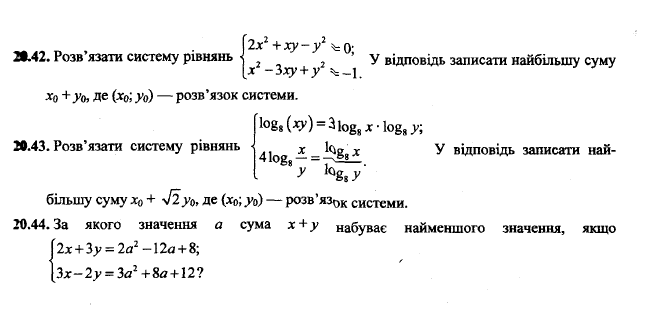 20.42. Розв'язати систему рівнянь { 2x² + xy − y² = 0; x² − 3xy + y² = −1. У відповідь записати найбільшу суму
x₀ + y₀, де (x₀; y₀) — розв'язок системи.
20.43. Розв'язати систему рівнянь { log₈(xy) = 3log₈ x · log₈ y; 4log₈ x/y = log₈ x / log₈ y. У відповідь записати най-
більшу суму x₀ + √2 y₀, де (x₀; y₀) — розв'язок системи.
20.44. За якого значення a сума x + y набуває найменшого значення, якщо
{ 2x + 3y = 2a² − 12a + 8;
3x − 2y = 3a² + 8a + 12?